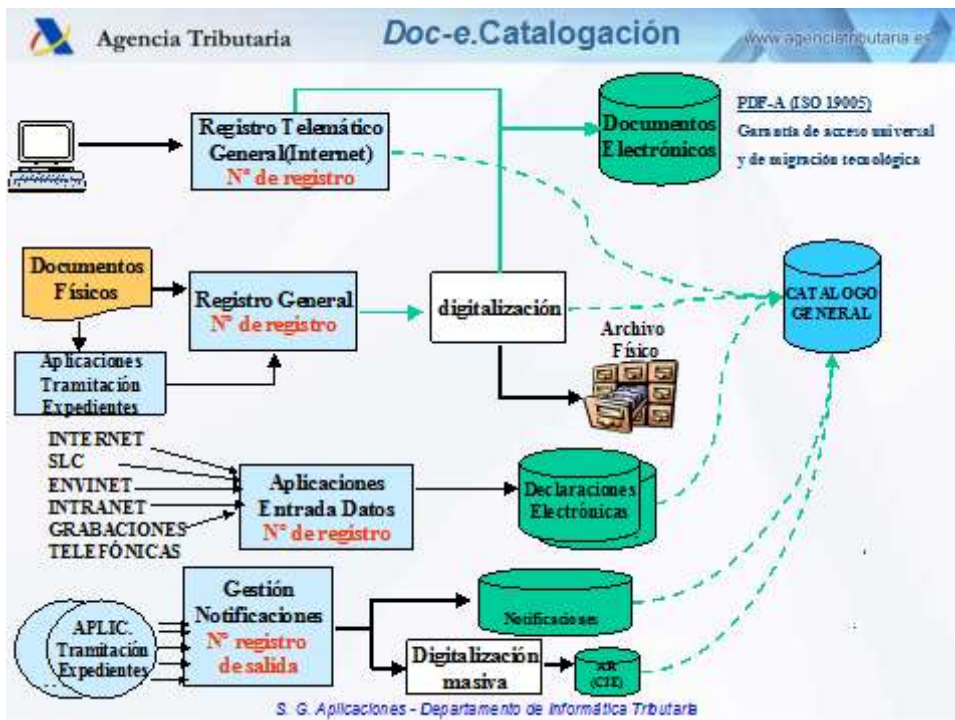 Agencia Tributaria
Doc-e.Catalogación
www.agenciatributaria.es
Registro Telemático
General(Internet)
Nº de registro
Documentos
Electrónicos
PDF-A (ISO 19005)
Garantía de acceso universal
y de migración tecnológica
Documentos
Físicos
Registro General
Nº de registro
digitalización
CATALOGO
GENERAL
Archivo
Físico
Aplicaciones
Tramitación
Expedientes
INTERNET
SLC
ENVINET
INTRANET
GRABACIONES
TELEFÓNICAS
Aplicaciones
Entrada Datos
Nº de registro
Declaraciones
Electrónicas
Gestión
Notificaciones
Nº registro
de salida
APLIC.
Tramitación
Expedientes
Notificaciones
Digitalización
masiva
AR
(CIE)
S. G. Aplicaciones - Departamento de Informática Tributaria